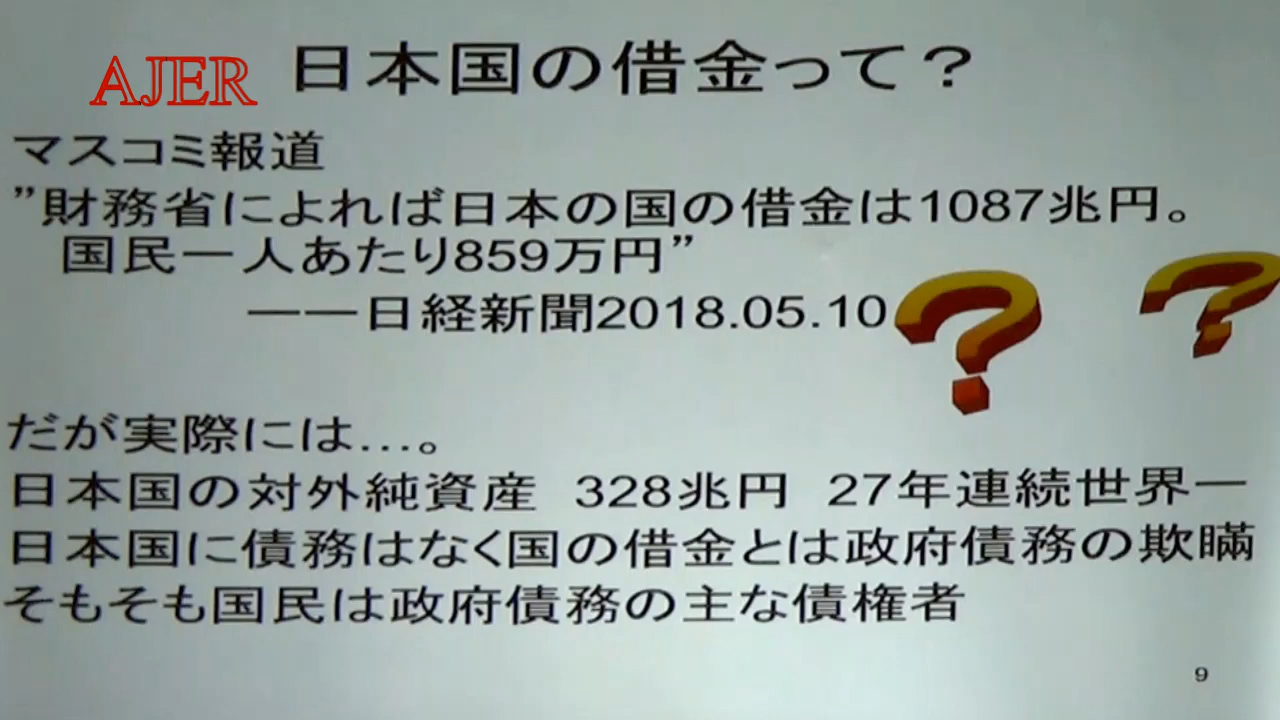 AJER
日本国の借金って？
マスコミ報道
”財務省によれば日本の国の借金は1087兆円。
国民一人あたり859万円”
――日経新聞2018.05.10
だが実際には…。
日本国の対外純資産 328兆円 27年連続世界一
日本国に債務はなく国の借金とは政府債務の欺瞞
そもそも国民は政府債務の主な債権者
9